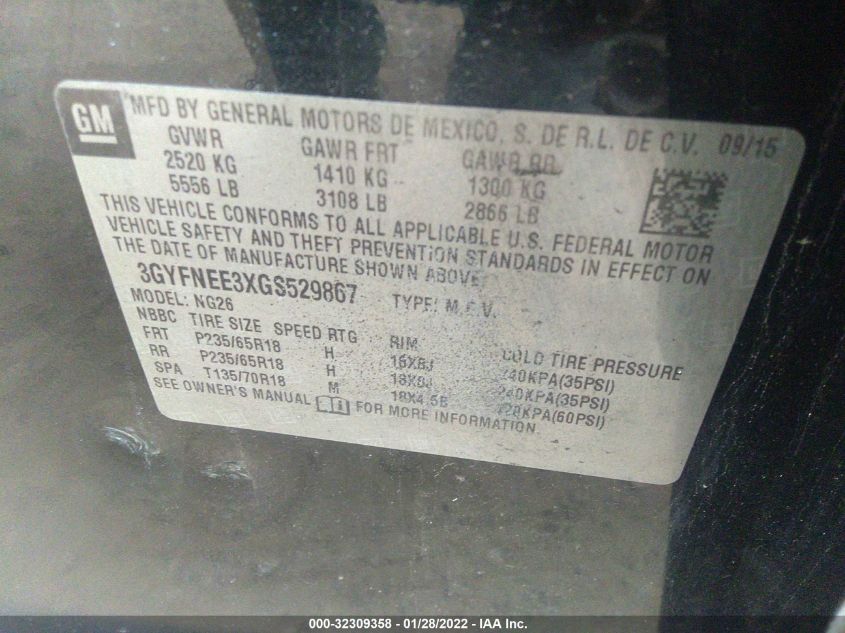 GM
MFD BY GENERAL MOTORS DE MEXICO, S. DE R.L. DE C.V. 09/15
GVWR GAWR FRT GAWR RR
2520 KG 1410 KG 1300 KG
5556 LB 3108 LB 2866 LB
THIS VEHICLE CONFORMS TO ALL APPLICABLE U.S. FEDERAL MOTOR
VEHICLE SAFETY AND THEFT PREVENTION STANDARDS IN EFFECT ON
THE DATE OF MANUFACTURE SHOWN ABOVE
3GYFNEE3XGS529867 TYPE: M.P.V.
MODEL: NG26
NBBC TIRE SIZE SPEED RTG RIM COLD TIRE PRESSURE
FRT P235/65R18 H 18X8J 240KPA(35PSI)
RR P235/65R18 H 18X8J 240KPA(35PSI)
SPA T135/70R18 M 18X4.5B 420KPA(60PSI)
SEE OWNER'S MANUAL FOR MORE INFORMATION
000-32309358 - 01/28/2022 - IAA Inc.